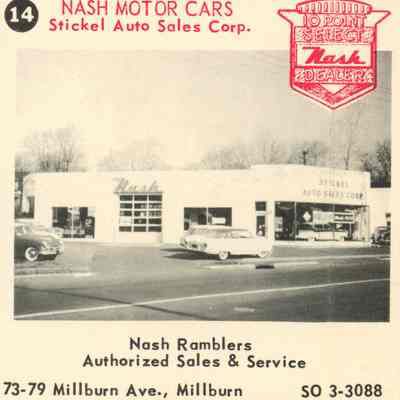 14
NASH MOTOR CARS
Stickel Auto Sales Corp.
10 POINT
SELECT
Nash
DEALER
Nash
STICKEL
AUTO SALES CORP.
Nash Ramblers
Authorized Sales & Service
73-79 Millburn Ave., Millburn
SO 3-3088